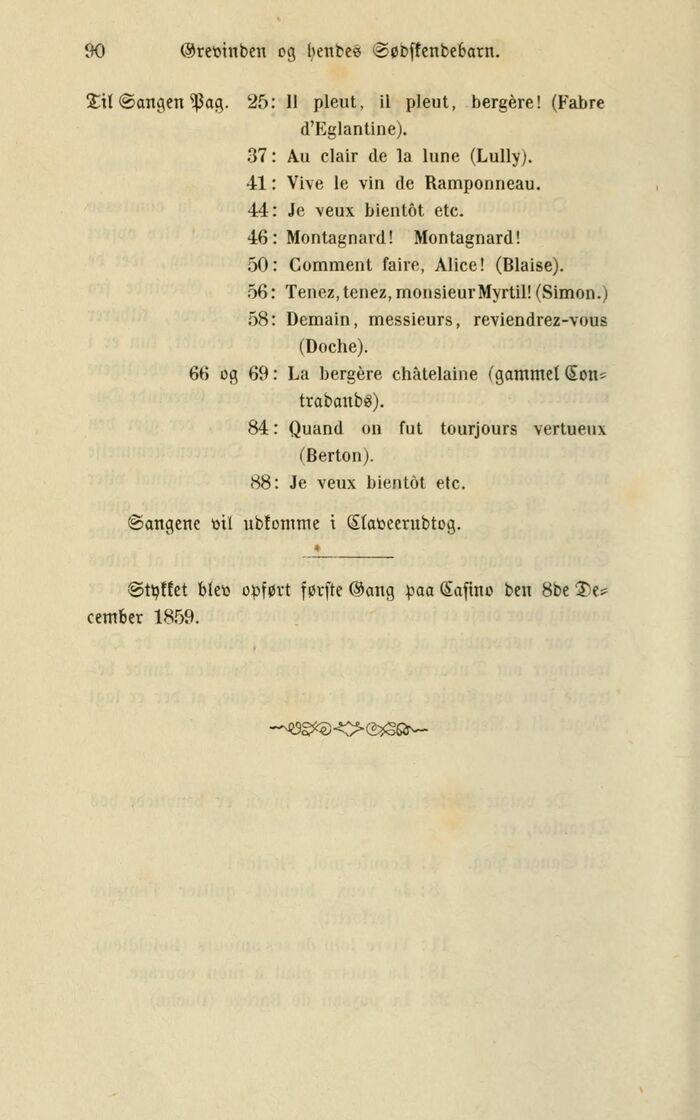 90 Grevinden og hendes Sødskendebarn.
Til Sangen Pag. 25: Il pleut, il pleut, bergère! (Fabre
d'Eglantine).
37: Au clair de la lune (Lully).
41: Vive le vin de Ramponneau.
44: Je veux bientôt etc.
46: Montagnard! Montagnard!
50: Comment faire, Alice! (Blaise).
56: Tenez, tenez, monsieur Myrtil! (Simon.)
58: Demain, messieurs, reviendrez-vous
(Doche).
66 og 69: La bergère châtelaine (gammel Con-
tradands).
84: Quand on fut tourjours vertueux
(Berton).
88: Je veux bientôt etc.
Sangene vil udkomme i Claveerudtog.
Stykket blev opført første Gang paa Casino den 8de De-
cember 1859.